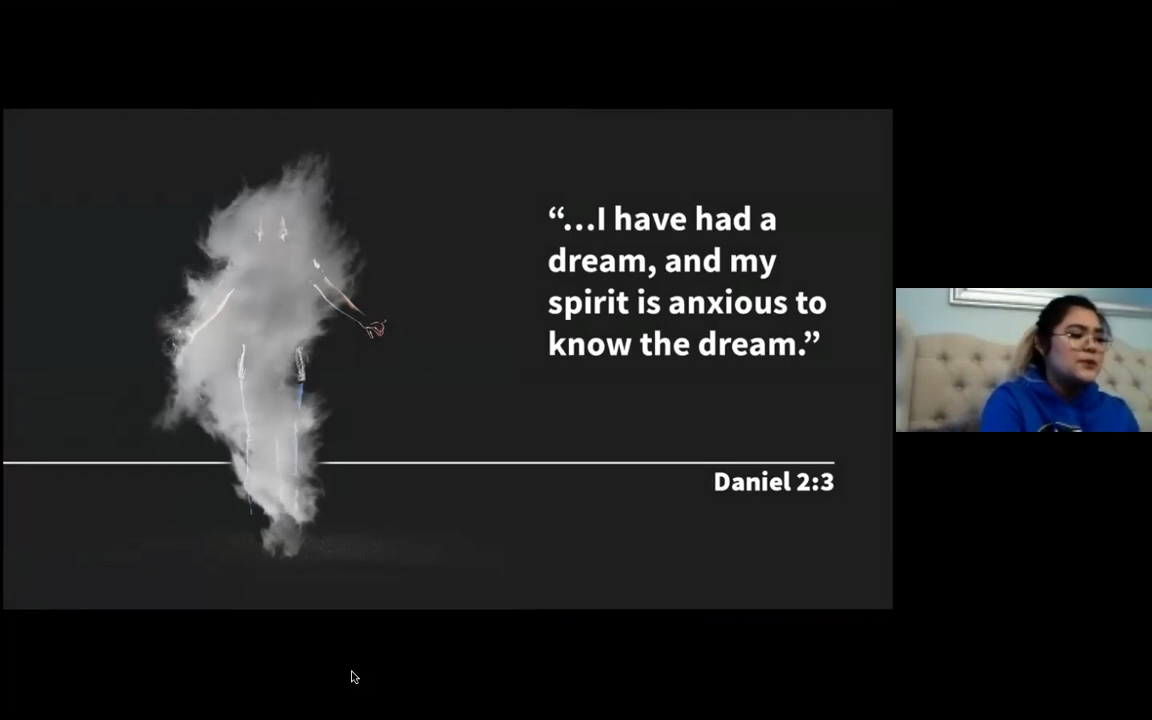 “...I have had a
dream, and my
spirit is anxious to
know the dream.”
Daniel 2:3